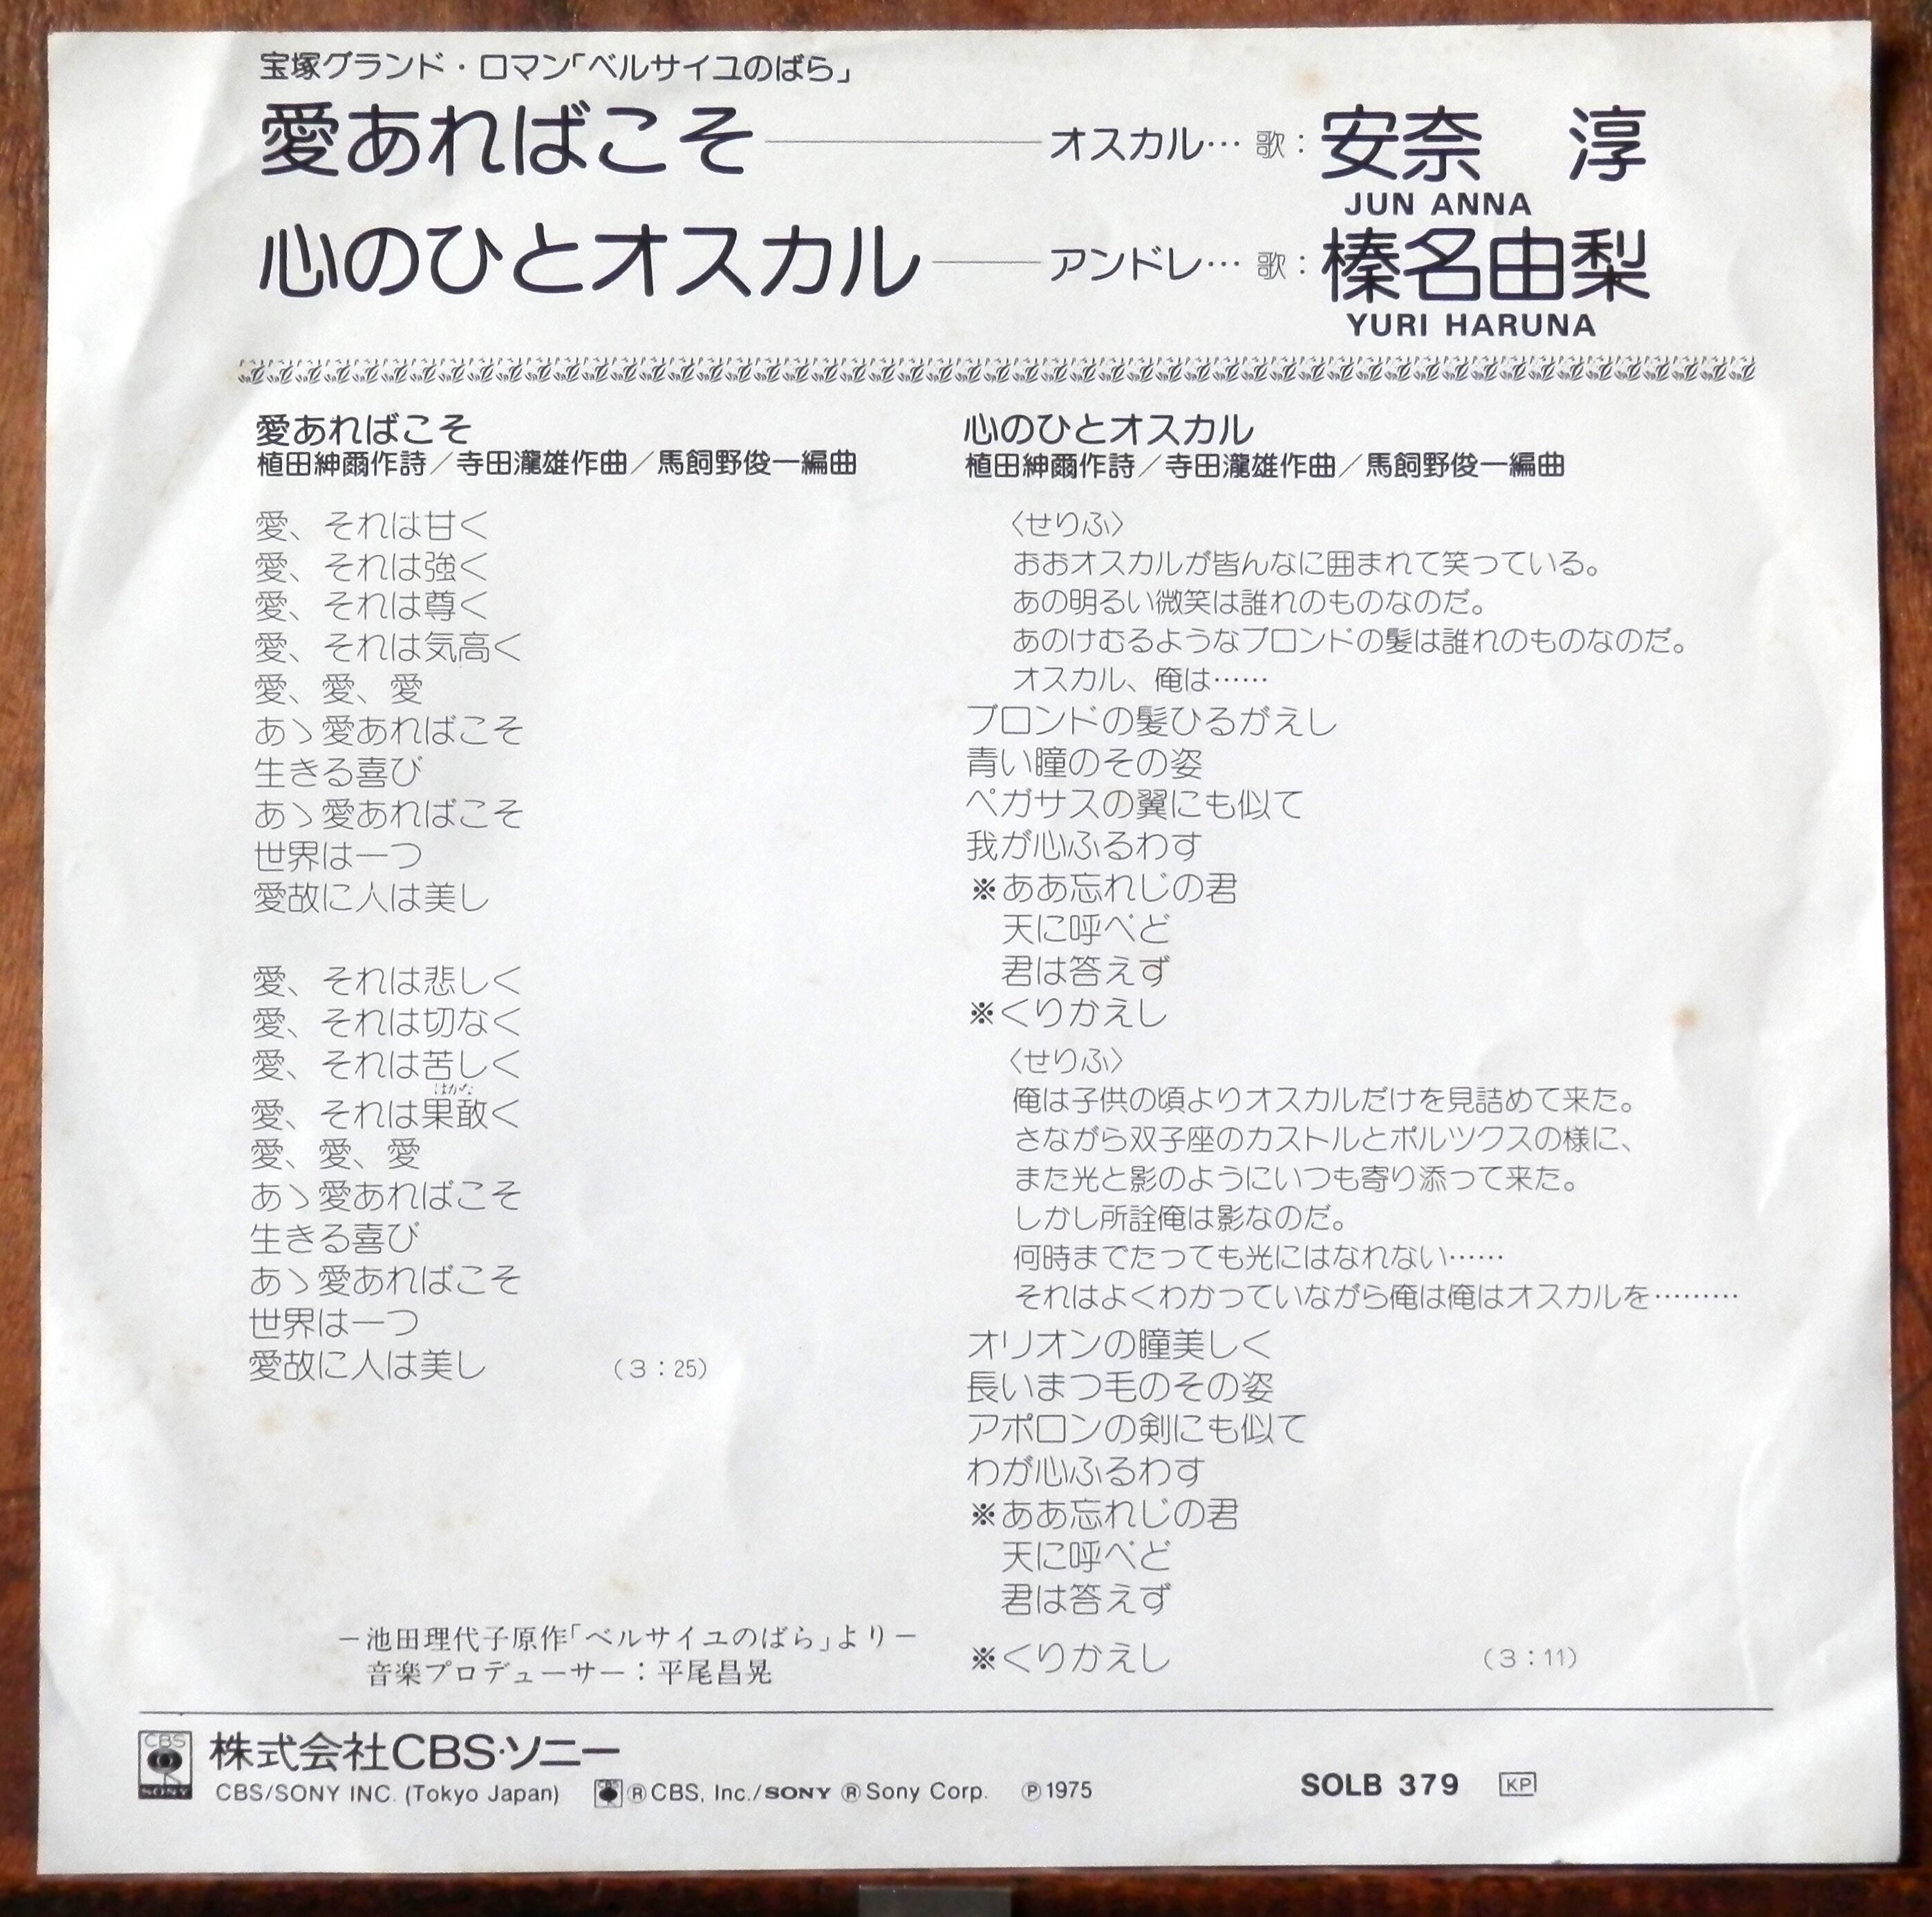 宝塚グランド・ロマン「ベルサイユのばら」
愛あればこそ――オスカル… 歌：安奈　淳
JUN ANNA
心のひとオスカル――アンドレ… 歌：榛名由梨
YURI HARUNA
愛あればこそ
植田紳爾作詩／寺田瀧雄作曲／馬飼野俊一編曲
愛、それは甘く
愛、それは強く
愛、それは尊く
愛、それは気高く
愛、愛、愛
あゝ愛あればこそ
生きる喜び
あゝ愛あればこそ
世界は一つ
愛故に人は美し
愛、それは悲しく
愛、それは切なく
愛、それは苦しく
はかな
愛、それは果敢く
愛、愛、愛
あゝ愛あればこそ
生きる喜び
あゝ愛あればこそ
世界は一つ
愛故に人は美し　（3：25）
－池田理代子原作「ベルサイユのばら」より－
音楽プロデューサー：平尾昌晃
心のひとオスカル
植田紳爾作詩／寺田瀧雄作曲／馬飼野俊一編曲
〈せりふ〉
おおオスカルが皆んなに囲まれて笑っている。
あの明るい微笑は誰れのものなのだ。
あのけむるようなブロンドの髪は誰れのものなのだ。
オスカル、俺は……
ブロンドの髪ひるがえし
青い瞳のその姿
ペガサスの翼にも似て
我が心ふるわす
※ああ忘れじの君
天に呼べど
君は答えず
※くりかえし
〈せりふ〉
俺は子供の頃よりオスカルだけを見詰めて来た。
さながら双子座のカストルとポルックスの様に、
また光と影のようにいつも寄り添って来た。
しかし所詮俺は影なのだ。
何時までたっても光にはなれない……
それはよくわかっていながら俺は俺はオスカルを………
オリオンの瞳美しく
長いまつ毛のその姿
アポロンの剣にも似て
わが心ふるわす
※ああ忘れじの君
天に呼べど
君は答えず
※くりかえし　（3：11）
CBS
SONY
株式会社CBS・ソニー
CBS/SONY INC. (Tokyo Japan)　®CBS, Inc./SONY ®Sony Corp.　℗1975
SOLB 379　KP